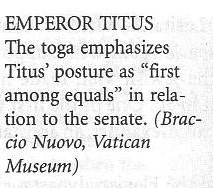 EMPEROR TITUS
The toga emphasizes
Titus’ posture as “first
among equals” in rela-
tion to the senate. (Brac-
cio Nuovo, Vatican
Museum)